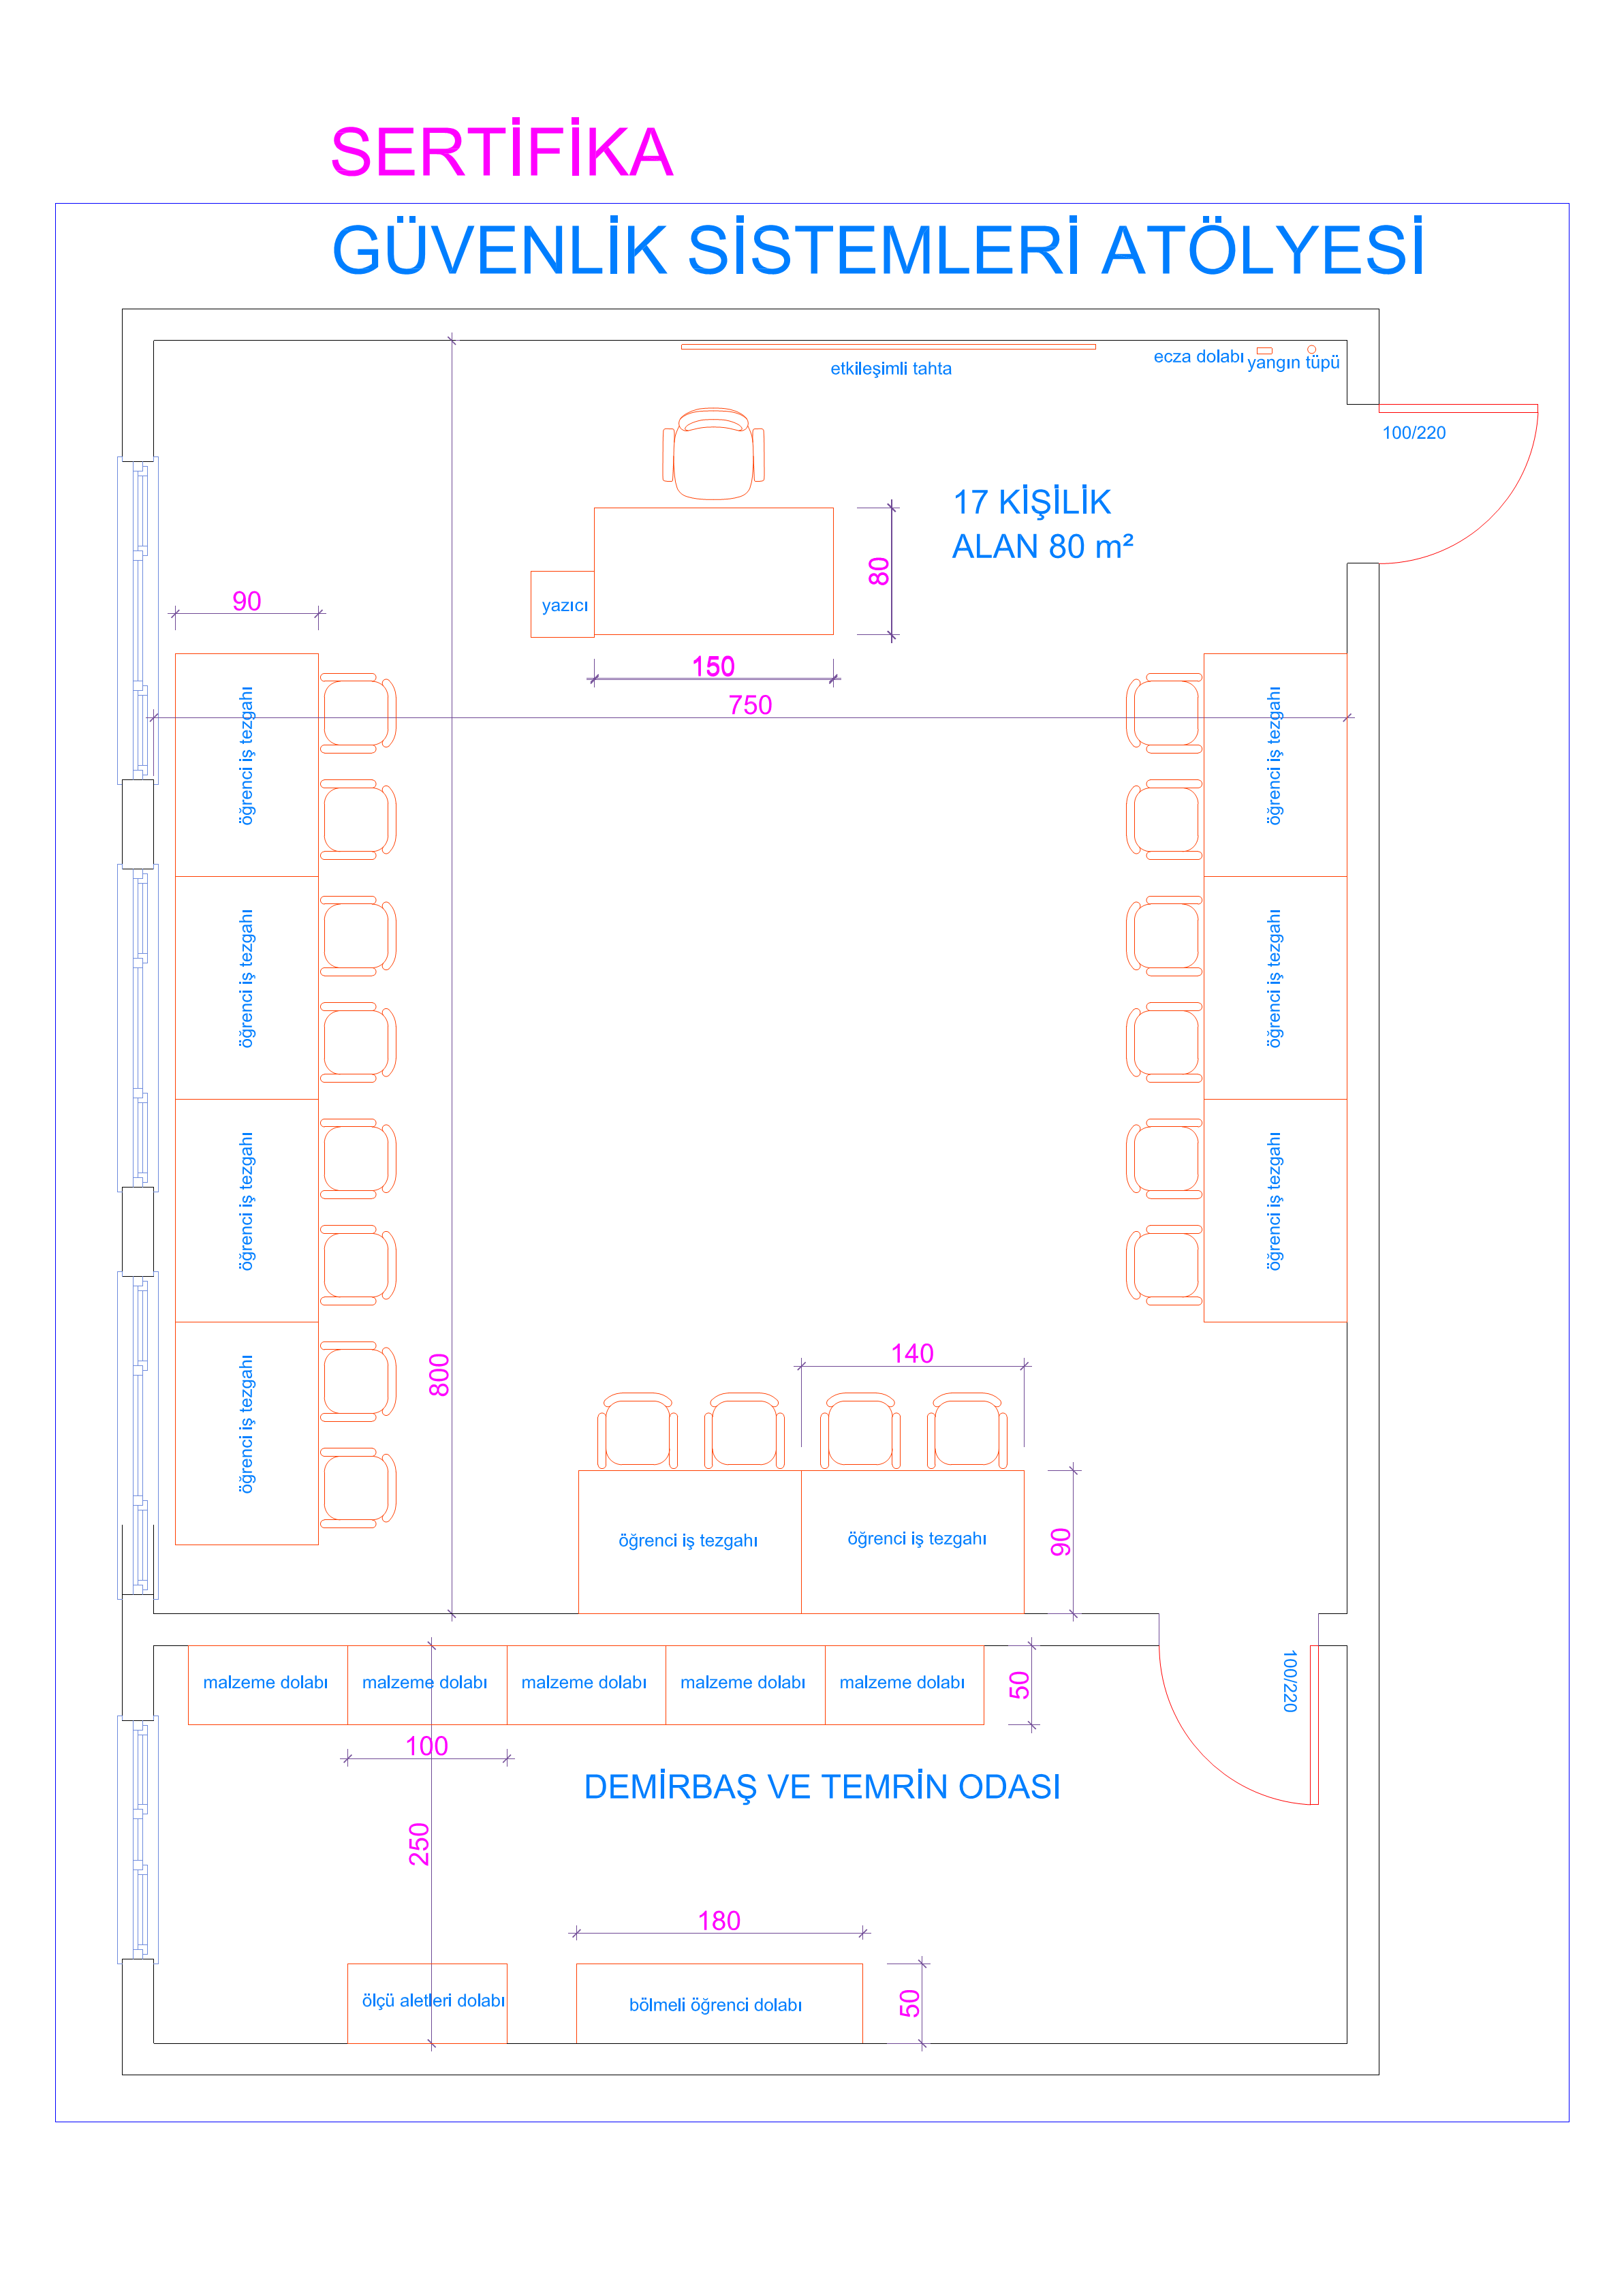 SERTİFİKA
GÜVENLİK SİSTEMLERİ ATÖLYESİ
etkileşimli tahta
ecza dolabı
yangın tüpü
100/220
17 KİŞİLİK
ALAN 80 m²
80
yazıcı
90
150
750
öğrenci iş tezgahı
öğrenci iş tezgahı
öğrenci iş tezgahı
öğrenci iş tezgahı
öğrenci iş tezgahı
öğrenci iş tezgahı
öğrenci iş tezgahı
800
140
öğrenci iş tezgahı
öğrenci iş tezgahı
90
malzeme dolabı
malzeme dolabı
malzeme dolabı
malzeme dolabı
malzeme dolabı
50
100/220
100
DEMİRBAŞ VE TEMRİN ODASI
250
180
ölçü aletleri dolabı
bölmeli öğrenci dolabı
50